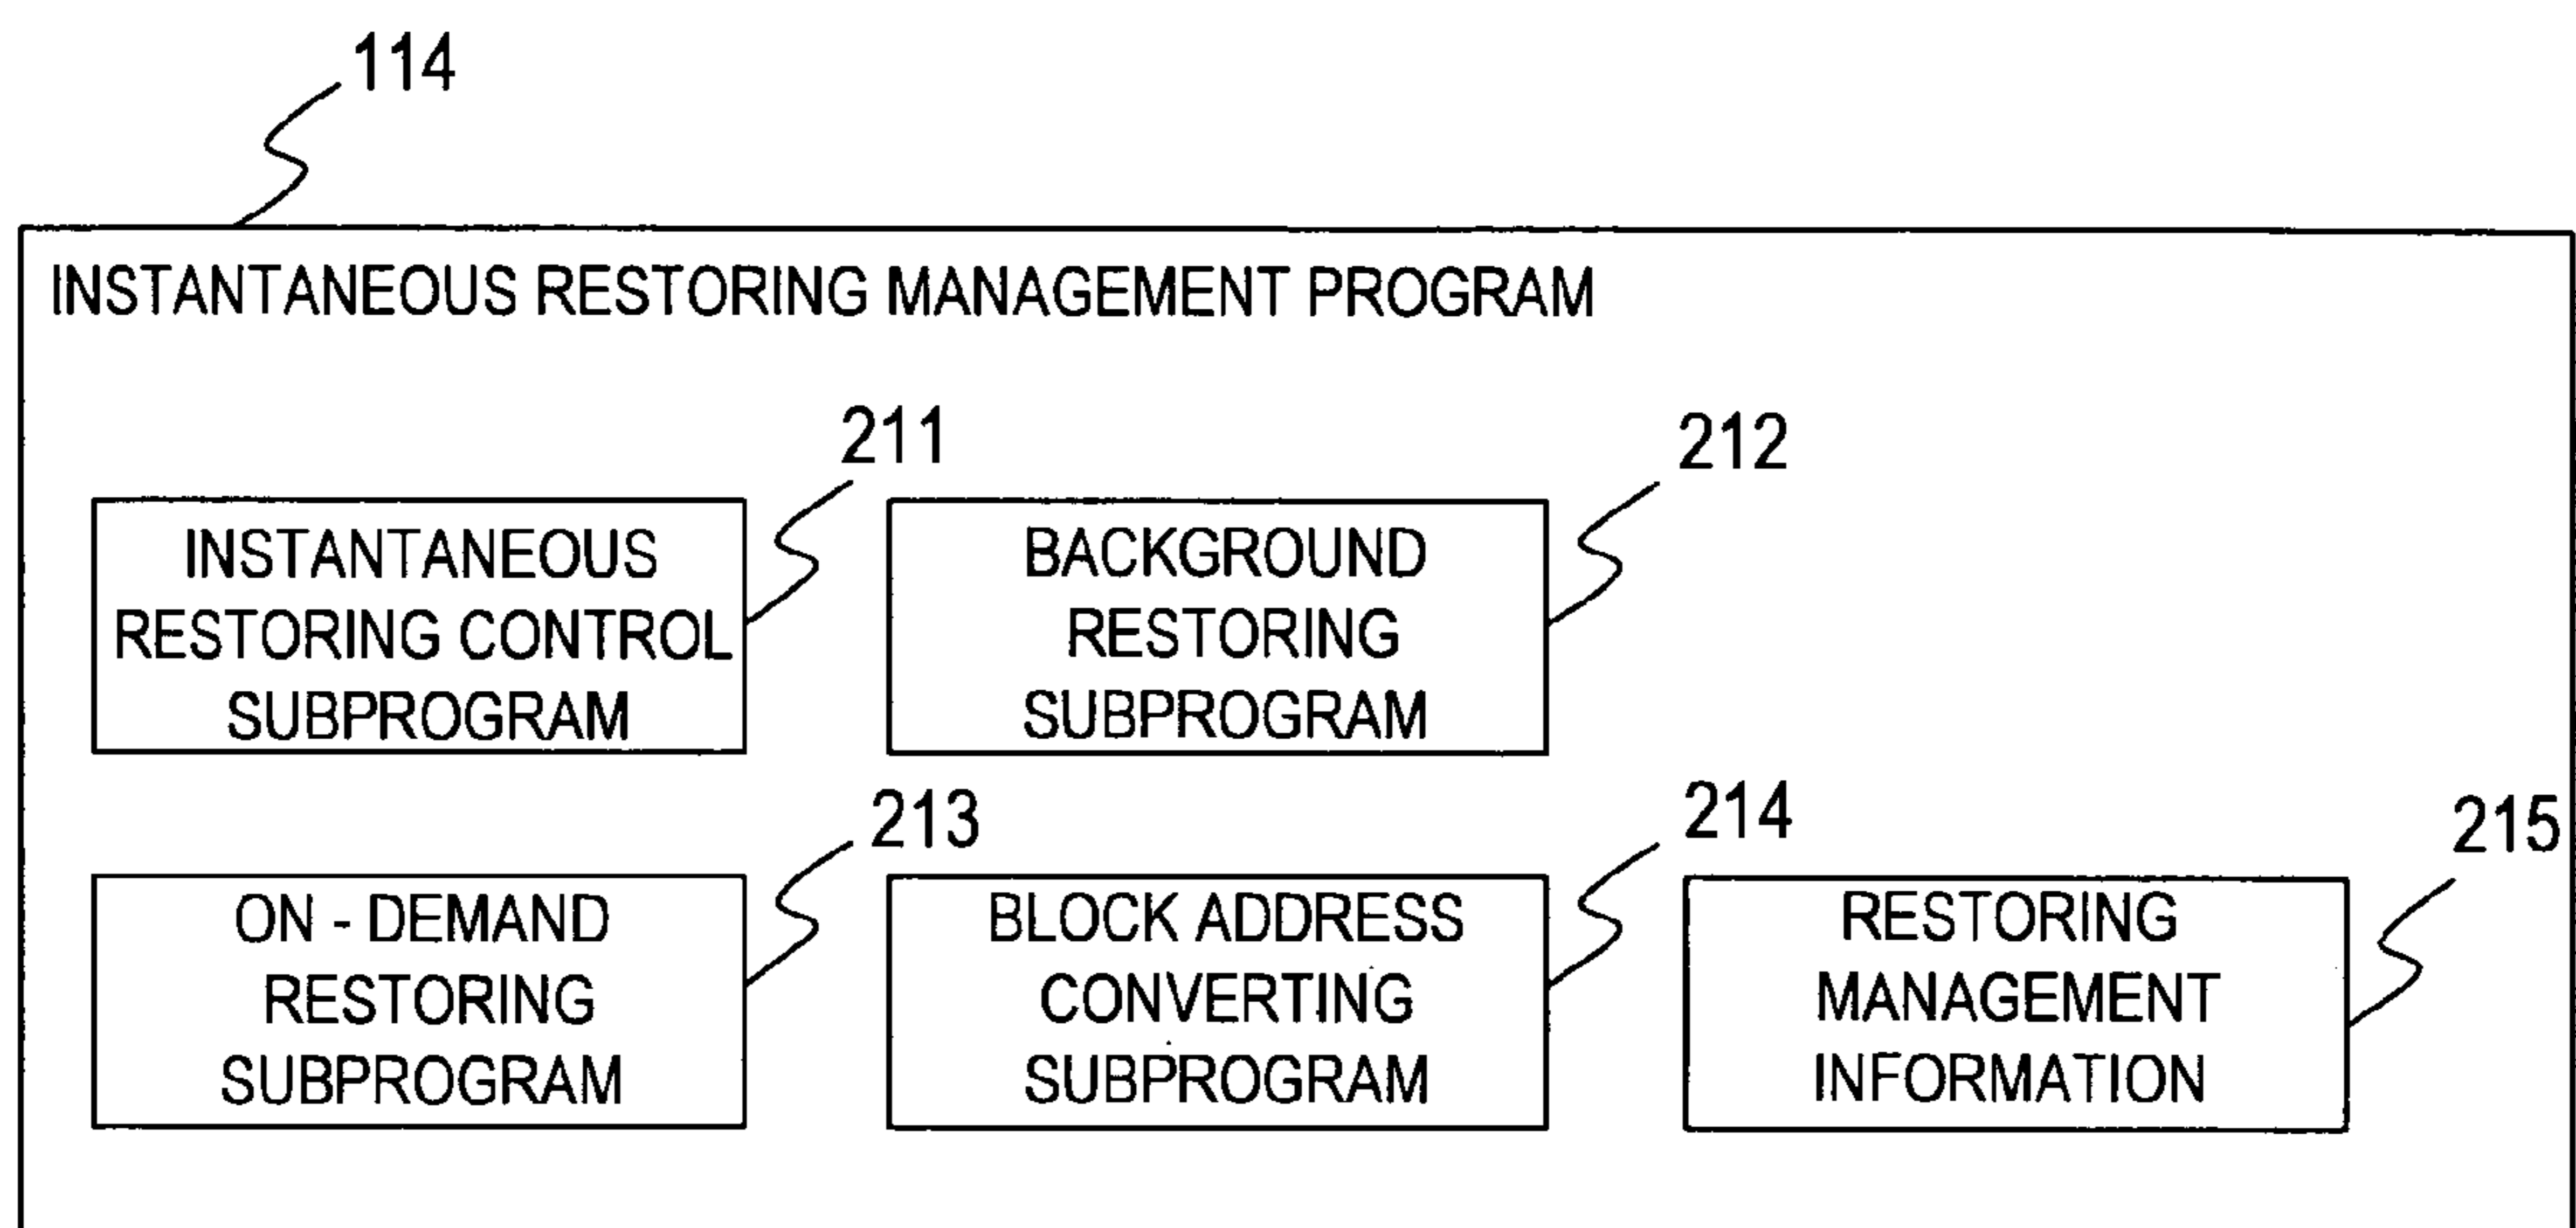 114
INSTANTANEOUS RESTORING MANAGEMENT PROGRAM
211
INSTANTANEOUS
RESTORING CONTROL
SUBPROGRAM
212
BACKGROUND
RESTORING
SUBPROGRAM
213
ON - DEMAND
RESTORING
SUBPROGRAM
214
BLOCK ADDRESS
CONVERTING
SUBPROGRAM
215
RESTORING
MANAGEMENT
INFORMATION